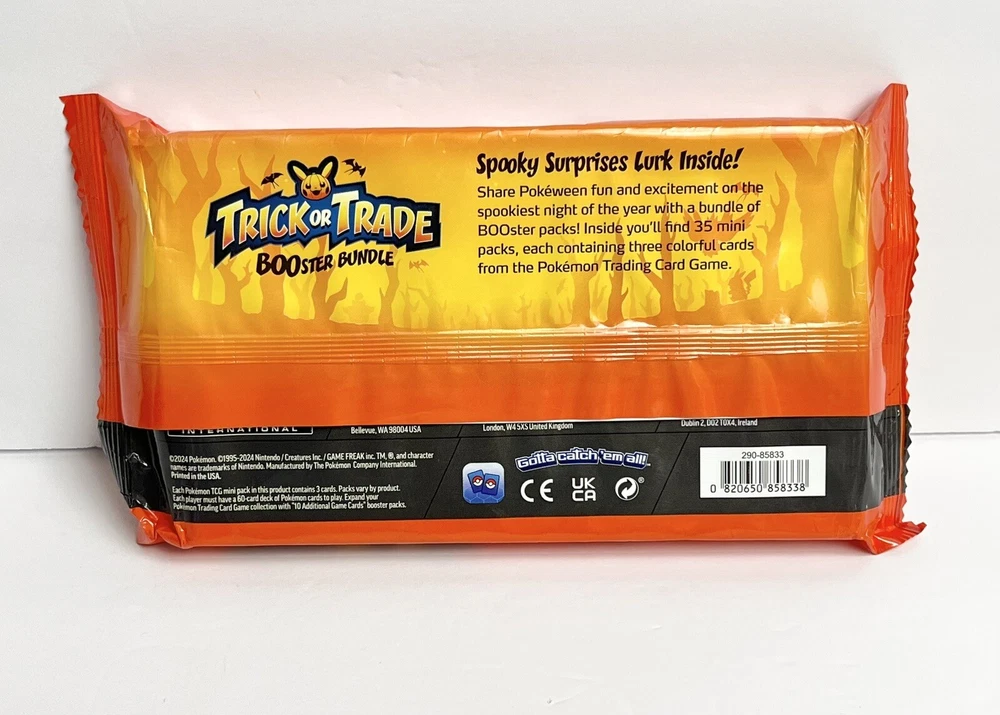 TRICK OR TRADE
BOOSTER BUNDLE
Spooky Surprises Lurk Inside!
Share Pokéween fun and excitement on the
spookiest night of the year with a bundle of
BOOster packs! Inside you'll find 35 mini
packs, each containing three colorful cards
from the Pokémon Trading Card Game.
INTERNATIONAL
Bellevue, WA 98004 USA
London, W4 5XS United Kingdom
Dublin 2, D02 T0X4, Ireland
©2024 Pokémon. ©1995-2024 Nintendo / Creatures Inc. / GAME FREAK inc. TM, ®, and character
names are trademarks of Nintendo. Manufactured by The Pokémon Company International.
Printed in the USA.
Each Pokémon TCG mini pack in this product contains 3 cards. Packs vary by product.
Each player must have a 60-card deck of Pokémon cards to play. Expand your
Pokémon Trading Card Game collection with "10 Additional Game Cards" booster packs.
Gotta catch 'em all!™
CE
UK
CA
290-85833
0 820650 858338